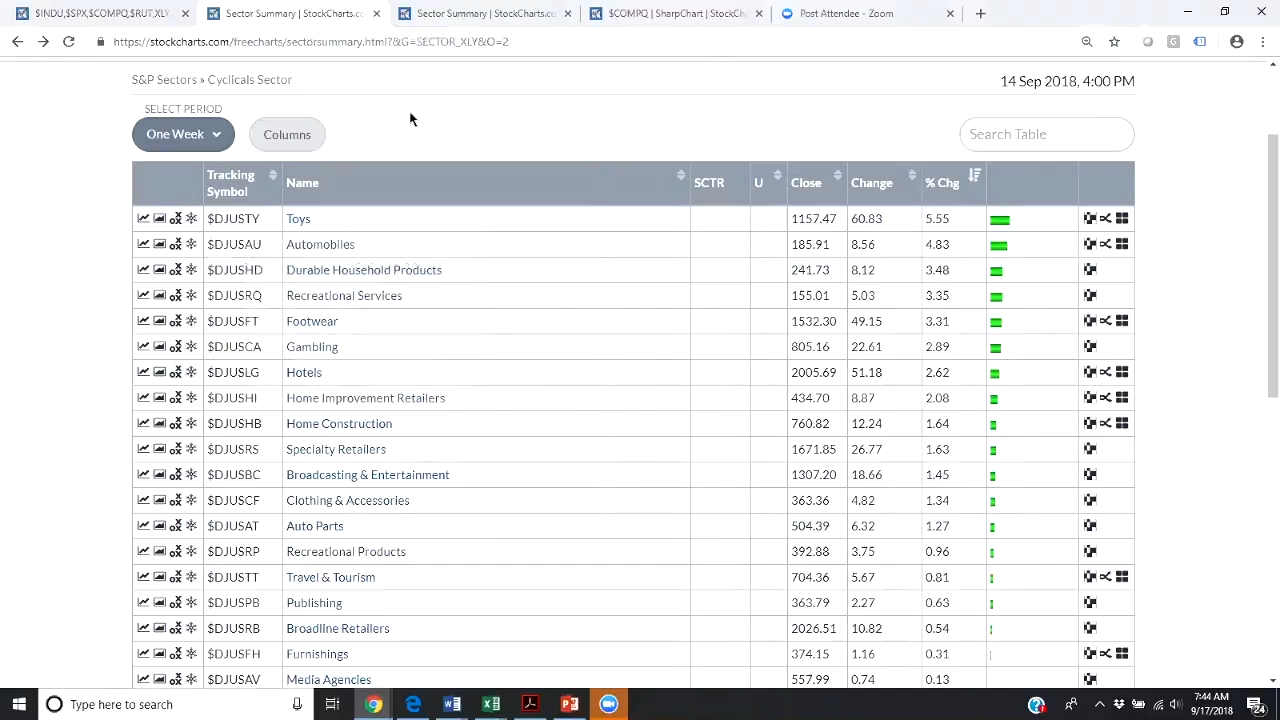 $INDU,$SPX,$COMPQ,$RUT,XLY
Sector Summary | StockCharts.co
Sector Summary | StockCharts.co
$COMPQ | SharpChart | StockCh
Post Attendee - Zoom
https://stockcharts.com/freecharts/sectorsummary.html?&G=SECTOR_XLY&O=2
S&P Sectors » Cyclicals Sector
14 Sep 2018, 4:00 PM
SELECT PERIOD
One Week
Columns
Search Table
Tracking Symbol Name SCTR U Close Change % Chg
$DJUSTY Toys 1157.47 60.83 5.55
$DJUSAU Automobiles 185.91 8.56 4.83
$DJUSHD Durable Household Products 241.73 8.12 3.48
$DJUSRQ Recreational Services 155.01 5.03 3.35
$DJUSFT Footwear 1532.30 49.15 3.31
$DJUSCA Gambling 805.16 22.61 2.89
$DJUSLG Hotels 2005.69 51.18 2.62
$DJUSHI Home Improvement Retailers 434.70 8.87 2.08
$DJUSHB Home Construction 760.82 12.24 1.64
$DJUSRS Specialty Retailers 1671.85 26.77 1.63
$DJUSBC Broadcasting & Entertainment 1307.20 18.66 1.45
$DJUSCF Clothing & Accessories 363.36 4.82 1.34
$DJUSAT Auto Parts 504.39 6.32 1.27
$DJUSRP Recreational Products 392.88 3.75 0.96
$DJUSTT Travel & Tourism 704.36 5.67 0.81
$DJUSPB Publishing 363.79 2.27 0.63
$DJUSRB Broadline Retailers 2026.51 10.82 0.54
$DJUSFH Furnishings 374.15 1.16 0.31
$DJUSAV Media Agencies 557.99 0.74 0.13
Type here to search
7:44 AM
9/17/2018